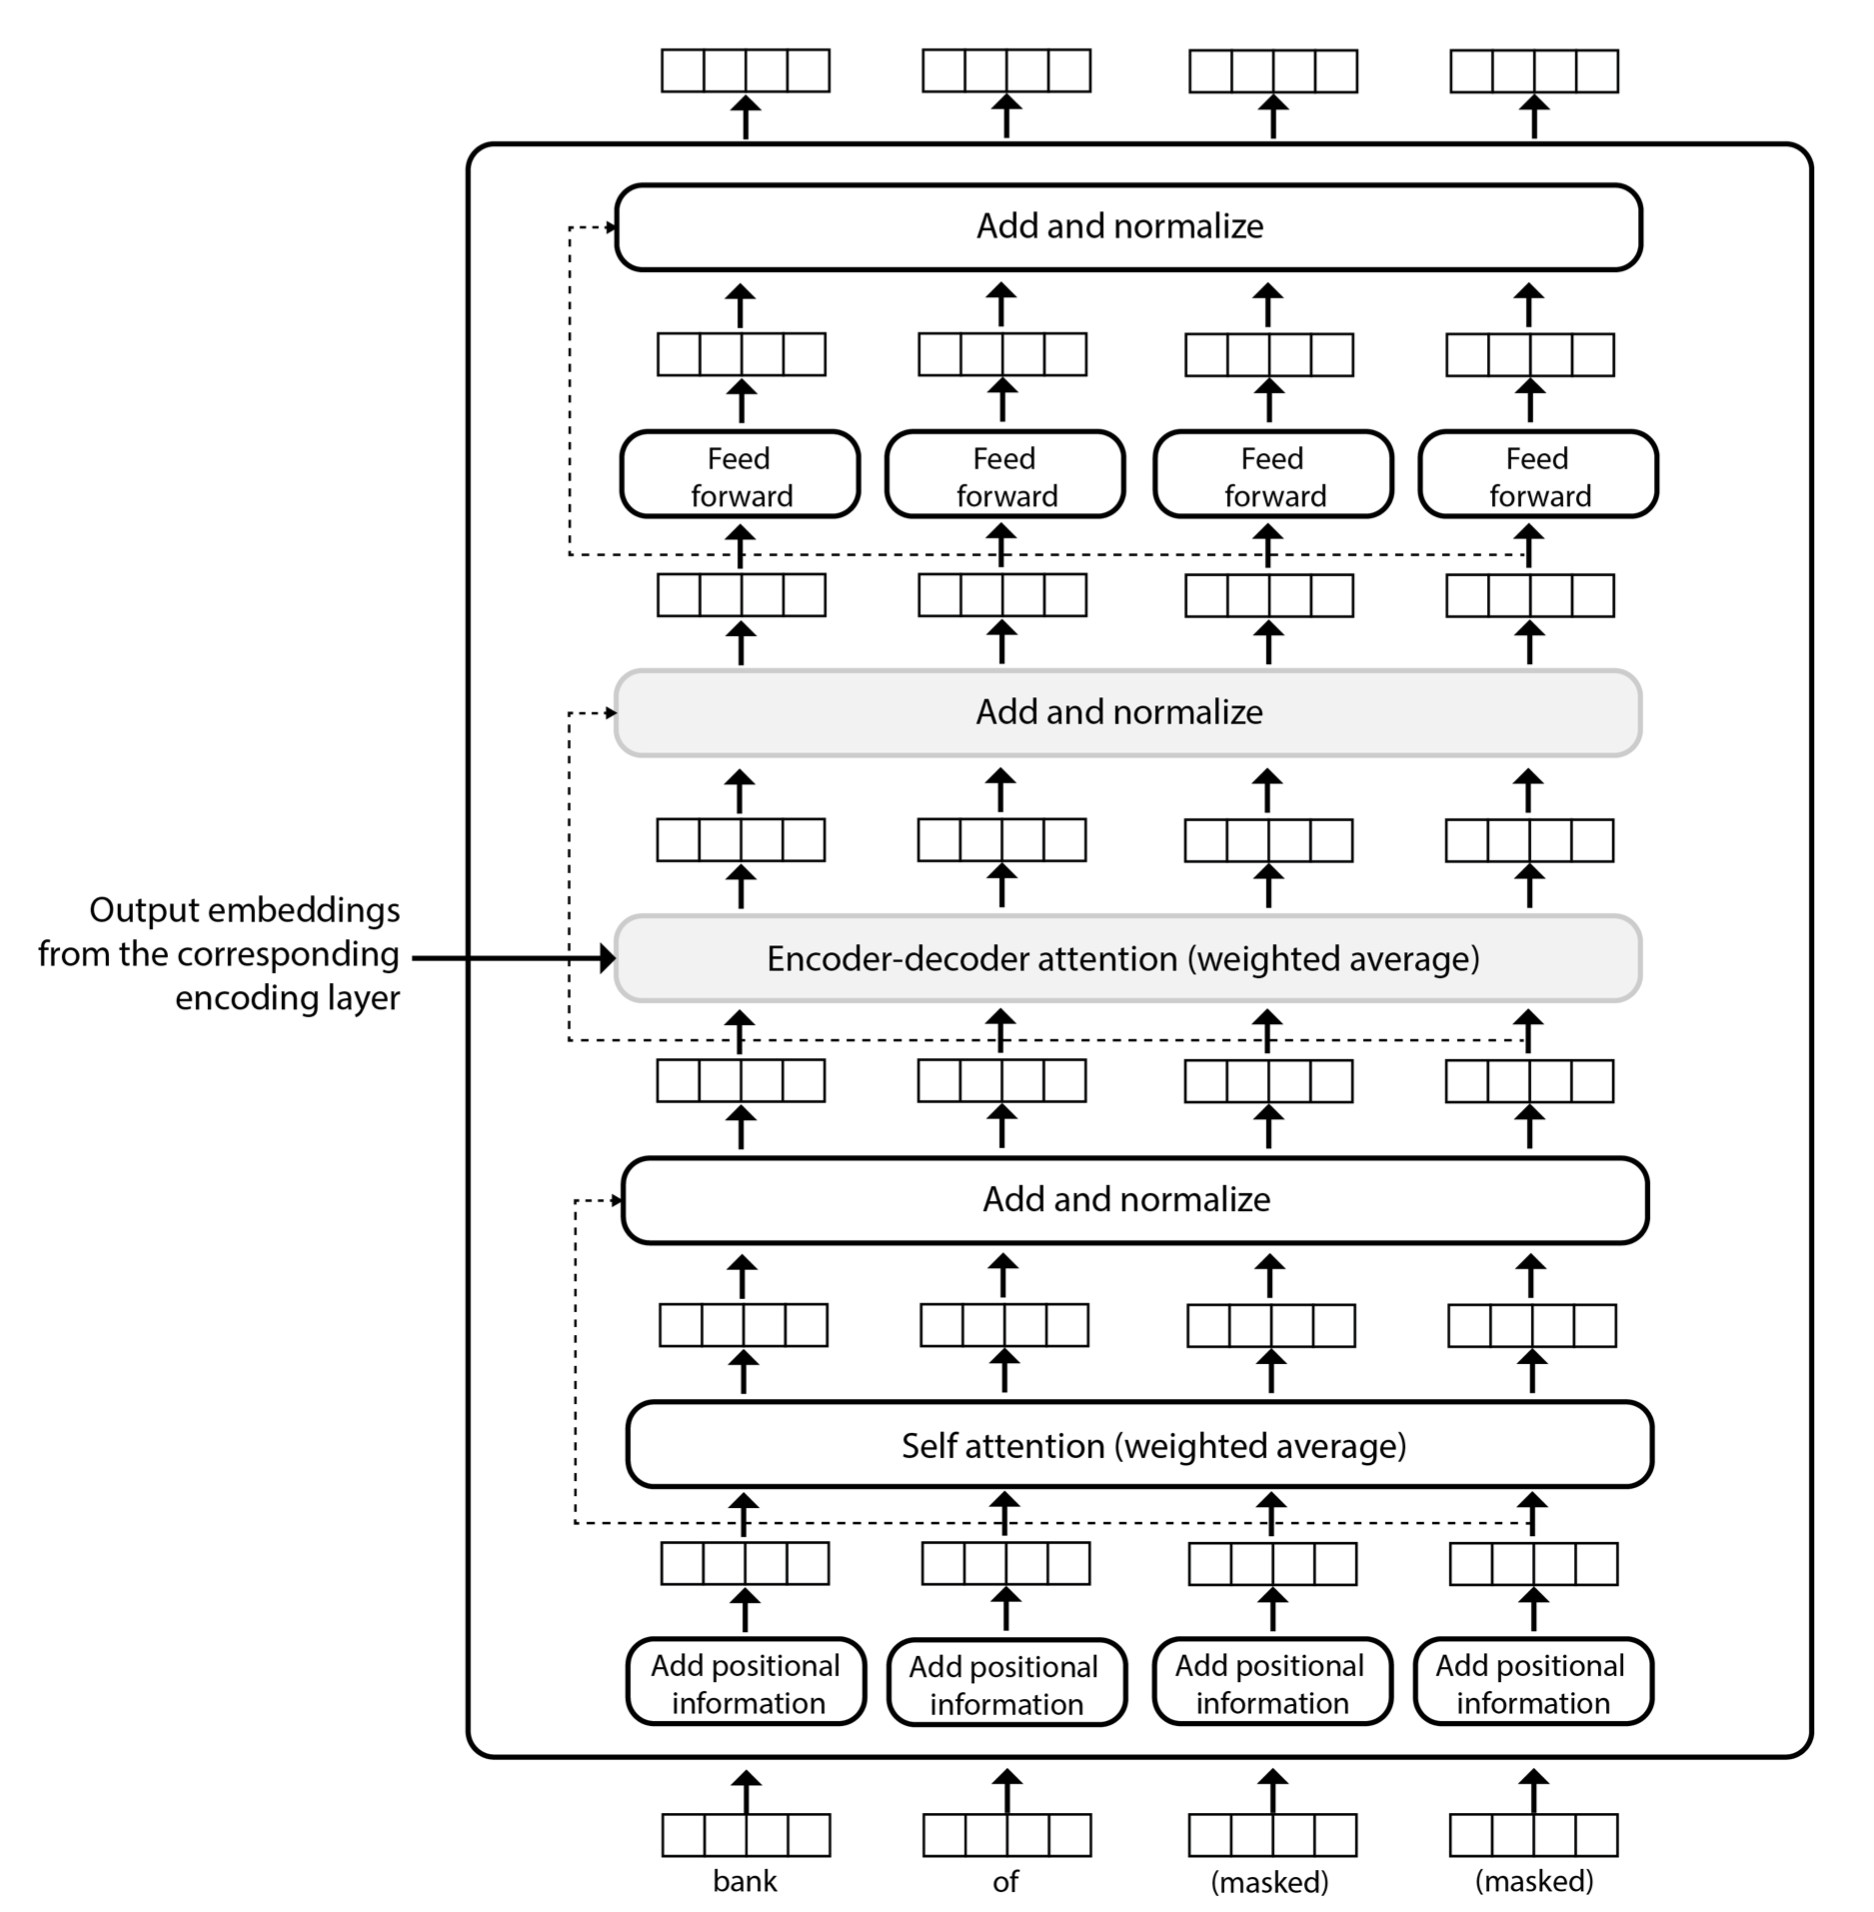 Add and normalize
Feed
forward
Feed
forward
Feed
forward
Feed
forward
Add and normalize
Output embeddings
from the corresponding
encoding layer
Encoder-decoder attention (weighted average)
Add and normalize
Self attention (weighted average)
Add positional
information
Add positional
information
Add positional
information
Add positional
information
bank
of
(masked)
(masked)